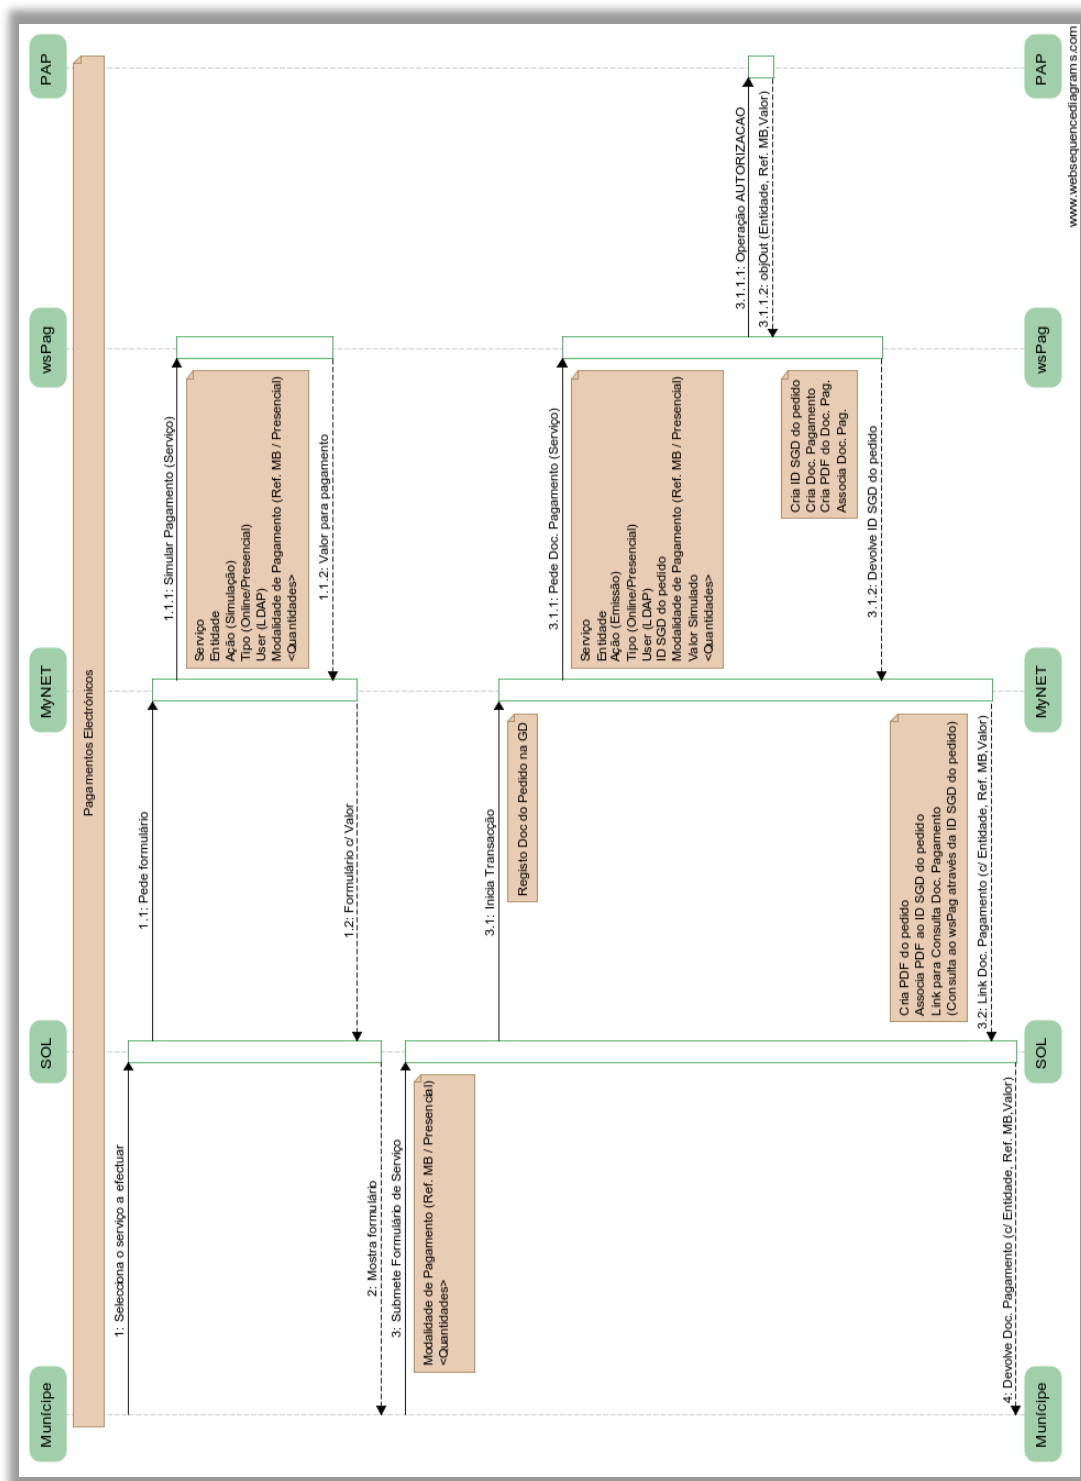 Munícipe
SOL
MyNET
wsPag
PAP
Pagamentos Electrónicos
1: Selecciona o serviço a efectuar
1.1: Pede formulário
1.1.1: Simular Pagamento (Serviço)
Serviço
Entidade
Ação (Simulação)
Tipo (Online/Presencial)
User (LDAP)
Modalidade de Pagamento (Ref. MB / Presencial)
<Quantidades>
1.1.2: Valor para pagamento
1.2: Formulário c/ Valor
2: Mostra formulário
3: Submete Formulário de Serviço
Modalidade de Pagamento (Ref. MB / Presencial)
<Quantidades>
3.1: Inicia Transacção
Registo Doc do Pedido na GD
3.1.1: Pede Doc. Pagamento (Serviço)
Serviço
Entidade
Ação (Emissão)
Tipo (Online/Presencial)
User (LDAP)
ID SGD do pedido
Modalidade de Pagamento (Ref. MB / Presencial)
Valor Simulado
<Quantidades>
3.1.1.1: Operação AUTORIZACAO
3.1.1.2: objOut (Entidade, Ref. MB,Valor)
Cria ID SGD do pedido
Cria Doc. Pagamento
Cria PDF do Doc. Pag.
Associa Doc. Pag.
3.1.2: Devolve ID SGD do pedido
Cria PDF do pedido
Associa PDF ao ID SGD do pedido
Link para Consulta Doc. Pagamento
(Consulta ao wsPag através da ID SGD do pedido)
3.2: Link Doc. Pagamento (c/ Entidade, Ref. MB,Valor)
4: Devolve Doc. Pagamento (c/ Entidade, Ref. MB,Valor)
Munícipe
SOL
MyNET
wsPag
PAP
www.websequencediagrams.com